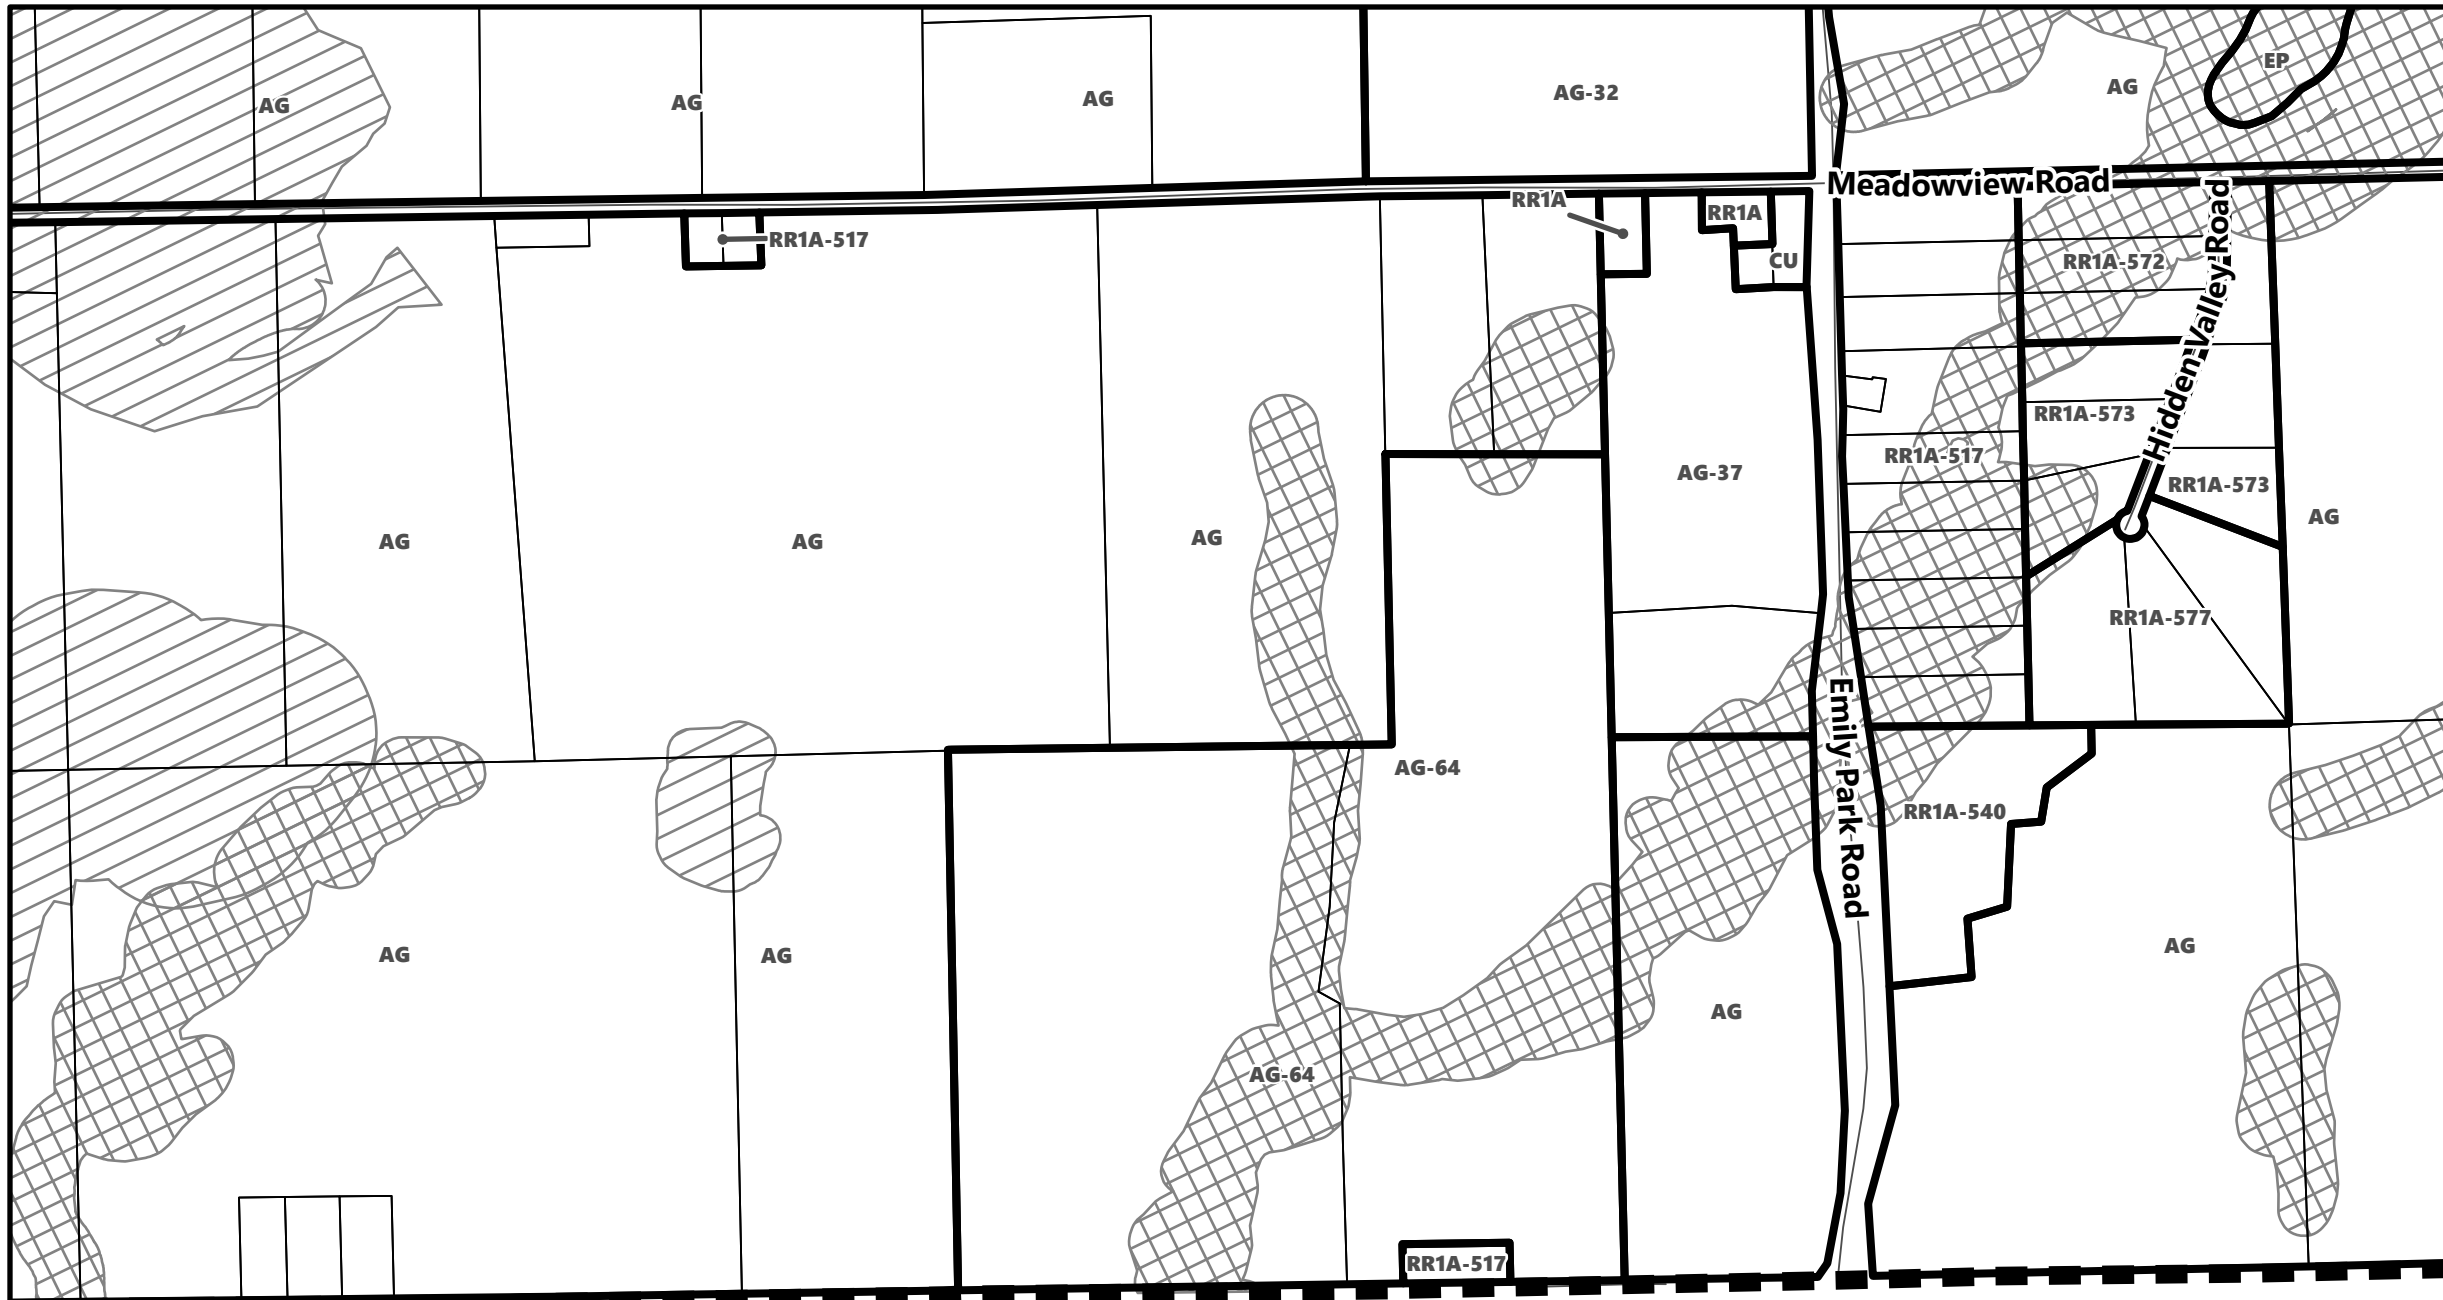 EP
AG
AG
AG
AG
AG-32
Meadowview Road
RR1A
RR1A
RR1A-517
CU
RR1A-572
Hidden Valley Road
RR1A-573
RR1A-517
AG-37
RR1A-573
AG
AG
AG
AG
RR1A-577
Emily Park Road
AG-64
RR1A-540
AG
AG
AG
AG
AG-64
RR1A-517